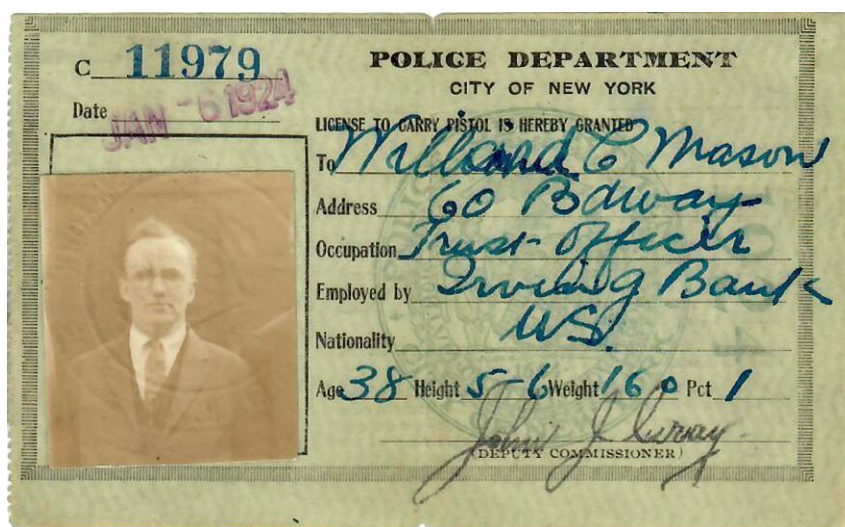 C 11979
Date JAN -6 1924
POLICE DEPARTMENT
CITY OF NEW YORK
LICENSE TO CARRY PISTOL IS HEREBY GRANTED
To Willard C Mason
Address 60 Bdway
Occupation Trust Officer
Employed by Irving Bank
Nationality US.
Age 38 Height 5-6 Weight 160 Pct 1
John J
(DEPUTY COMMISSIONER)